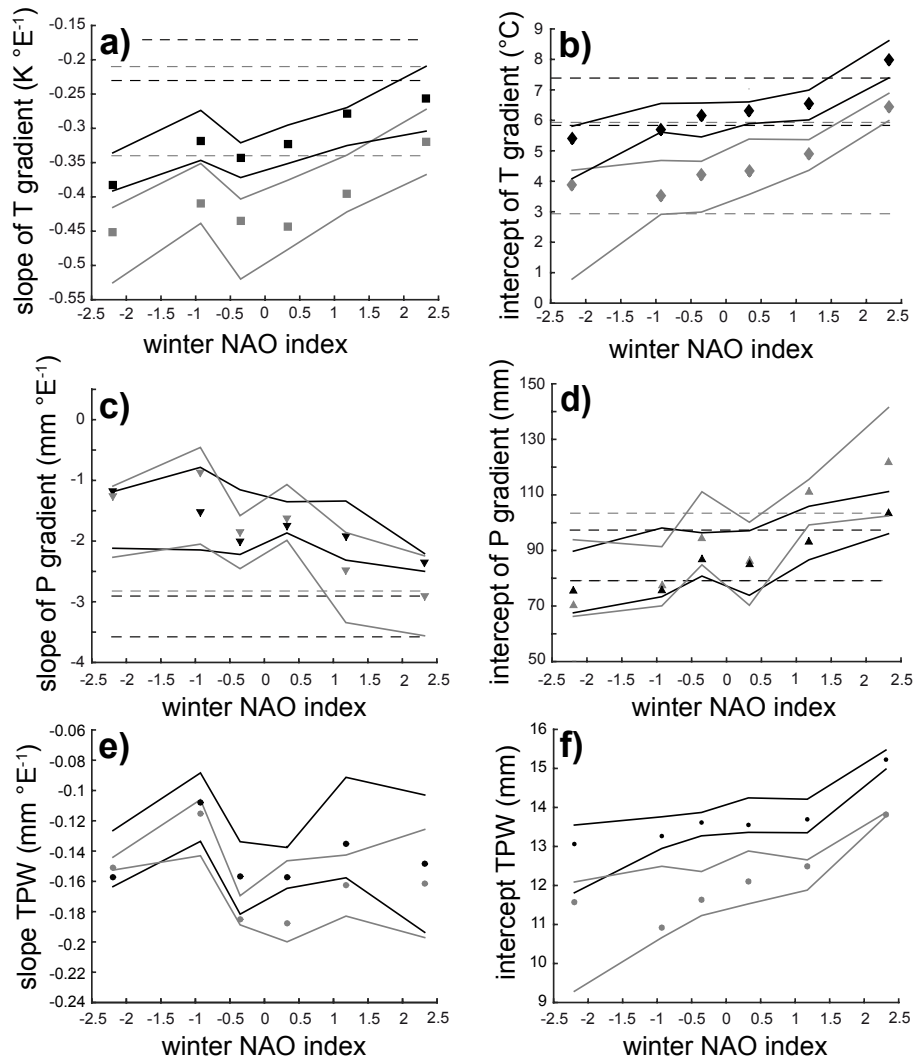 a)
slope of T gradient (K °E⁻¹)
-0.15
-0.2
-0.25
-0.3
-0.35
-0.4
-0.45
-0.5
-0.55
-2.5 -2 -1.5 -1 -0.5 0 0.5 1 1.5 2 2.5
winter NAO index
b)
intercept of T gradient (°C)
9
8
7
6
5
4
3
2
1
0
-2.5 -2 -1.5 -1 -0.5 0 0.5 1 1.5 2 2.5
winter NAO index
c)
slope of P gradient (mm °E⁻¹)
0
-1
-2
-3
-4
-2.5 -2 -1.5 -1 -0.5 0 0.5 1 1.5 2 2.5
winter NAO index
d)
intercept of P gradient (mm)
150
130
110
90
70
50
-2.5 -2 -1.5 -1 -0.5 0 0.5 1 1.5 2 2.5
winter NAO index
e)
slope TPW (mm °E⁻¹)
-0.06
-0.08
-0.1
-0.12
-0.14
-0.16
-0.18
-0.2
-0.22
-0.24
-2.5 -2 -1.5 -1 -0.5 0 0.5 1 1.5 2 2.5
winter NAO index
f)
intercept TPW (mm)
16
15
14
13
12
11
10
9
-2.5 -2 -1.5 -1 -0.5 0 0.5 1 1.5 2 2.5
winter NAO index